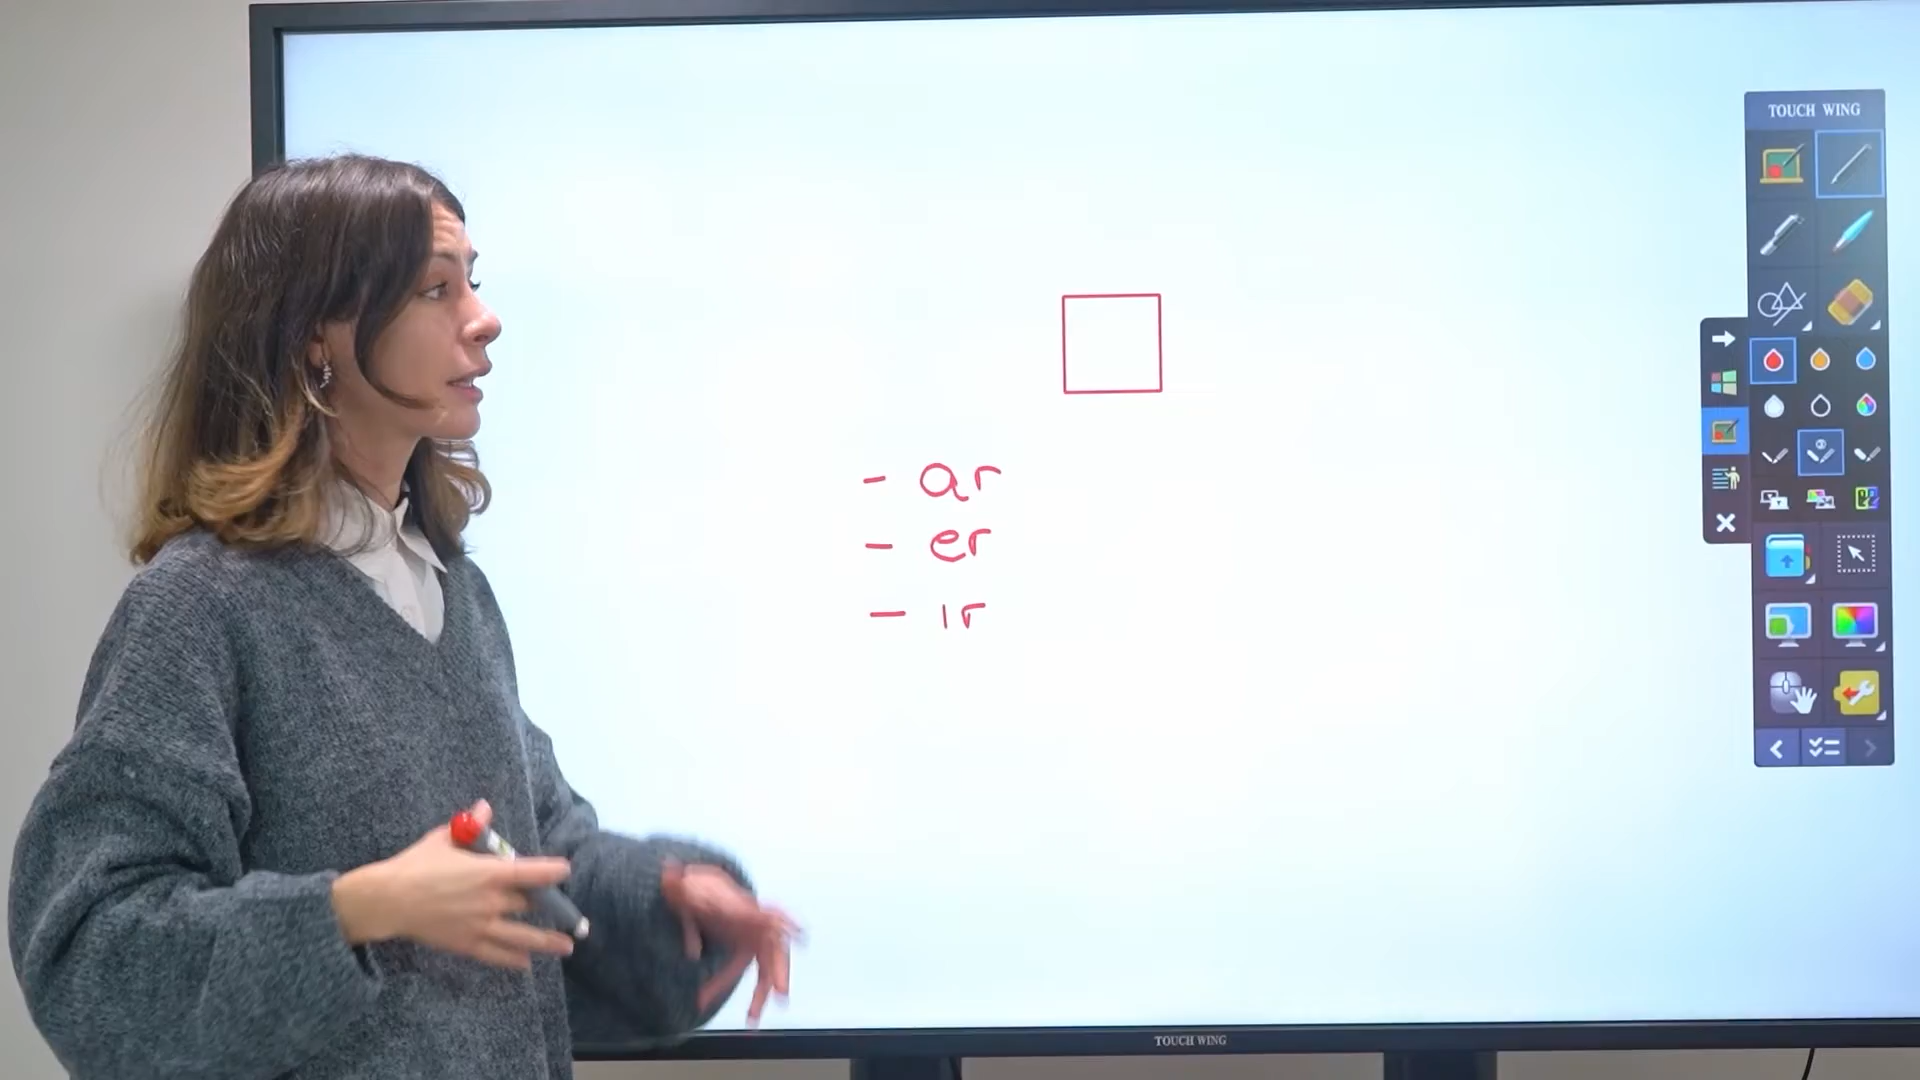 TOUCH WING
- ar
- er
- ir
TOUCH WING